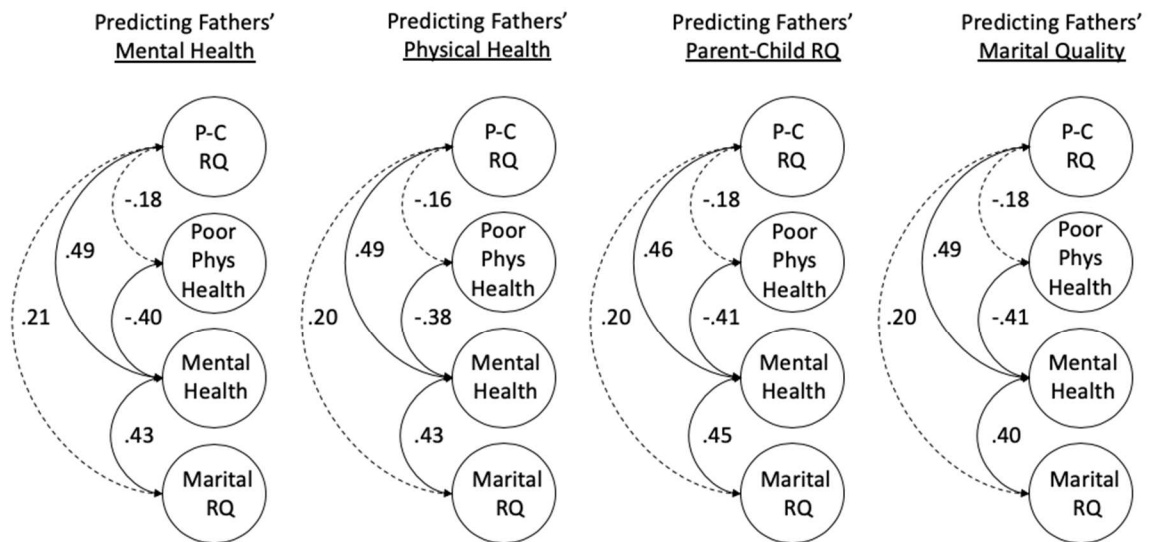 Predicting Fathers'
Mental Health
P-C
RQ
-.18
Poor
Phys
Health
.49
-.40
.21
Mental
Health
.43
Marital
RQ
Predicting Fathers'
Physical Health
P-C
RQ
-.16
Poor
Phys
Health
.49
-.38
.20
Mental
Health
.43
Marital
RQ
Predicting Fathers'
Parent-Child RQ
P-C
RQ
-.18
Poor
Phys
Health
.46
-.41
.20
Mental
Health
.45
Marital
RQ
Predicting Fathers'
Marital Quality
P-C
RQ
-.18
Poor
Phys
Health
.49
-.41
.20
Mental
Health
.40
Marital
RQ